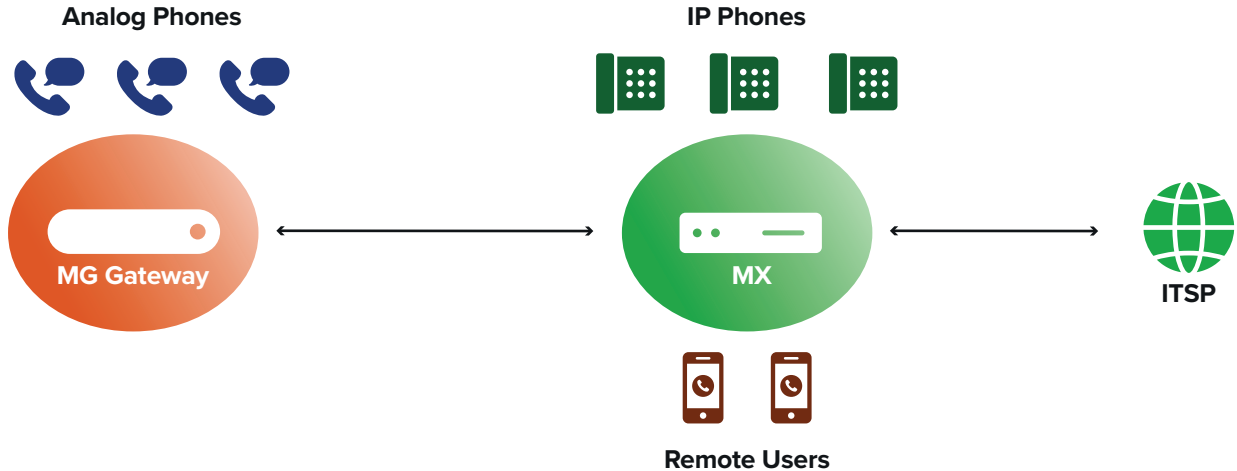 Analog Phones
IP Phones
MG Gateway
MX
ITSP
Remote Users